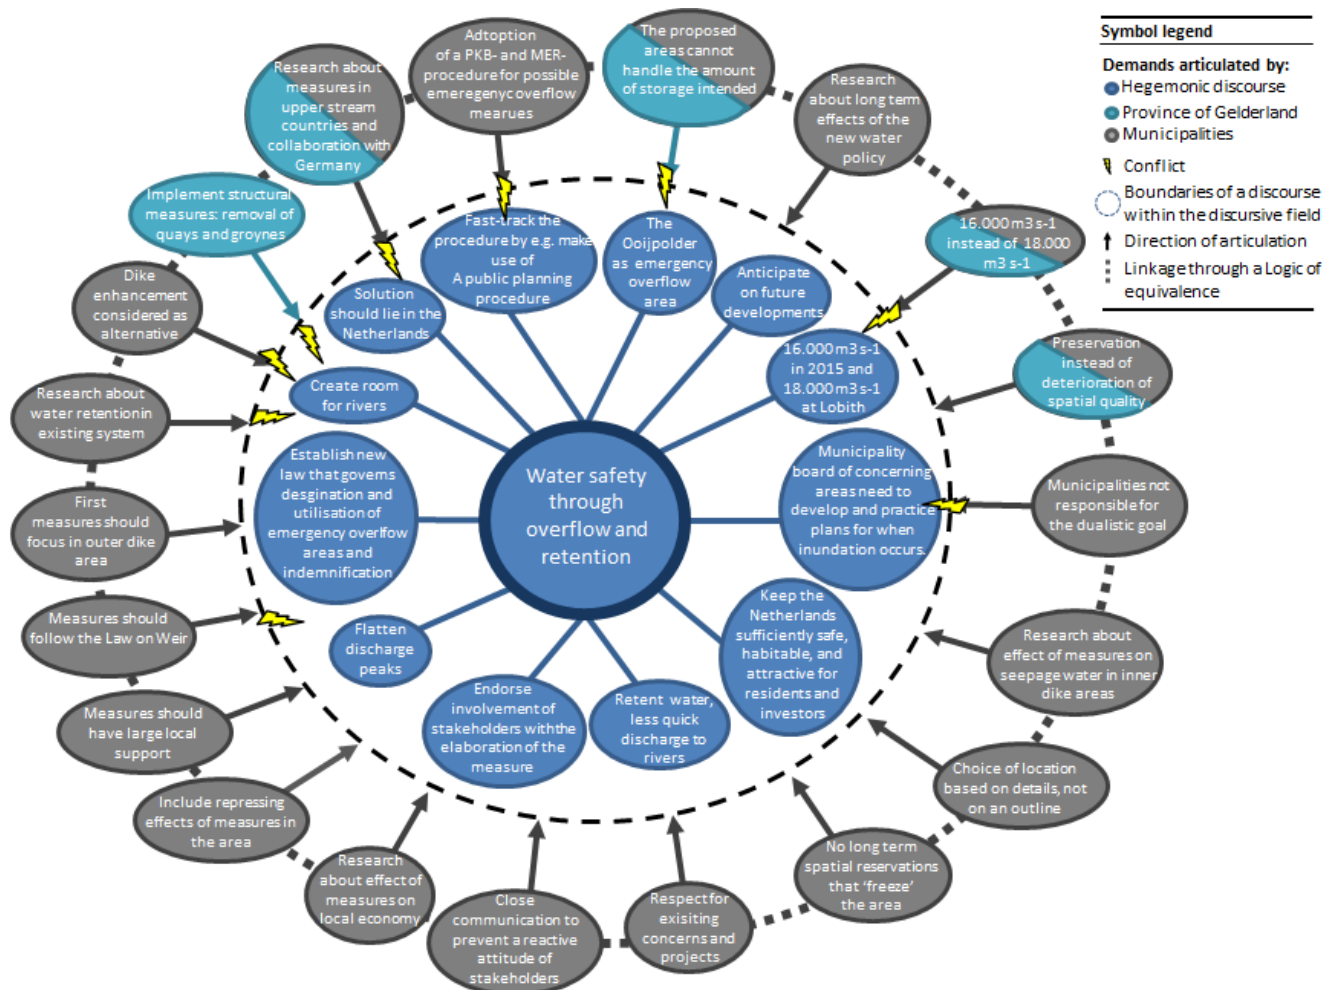 Adtoption
of a PKB- and MER-
procedure for possible
emeregenyc overflow
mearues
The proposed
areas cannot
handle the amount
of storage intended
Research
about long term
effects of the
new water
policy
Research about
measures in
upper stream
countries and
collaboration with
Germany
Implement structural
measures: removal of
quays and groynes
Dike
enhancement
considered as
alternative
Research about
water retention in
existing system
First
measures should
focus in outer dike
area
Measures should
follow the Law on Weir
Measures should
have large local
support
Include repressing
effects of measures in
the area
Research
about effect of
measures on
local economy
Close
communication to
prevent a reactive
attitude of
stakeholders
Respect for
exisiting
concerns and
projects
No long term
spatial reservations
that 'freeze'
the area
Choice of location
based on details, not
on an outline
Research about
effect of measures on
seepage water in inner
dike areas
Municipalities not
responsible for
the dualistic goal
Preservation
instead of
deterioration of
spatial quality
16.000 m3 s-1
instead of 18.000
m3 s-1
Fast-track the
procedure by e.g. make
use of
A public planning
procedure
The
Ooijpolder
as emergency
overflow
area
Anticipate
on future
developments
16.000 m3 s-1
in 2015 and
18.000 m3 s-1
at Lobith
Municipality
board of concerning
areas need to
develop and practice
plans for when
inundation occurs.
Keep the
Netherlands
sufficiently safe,
habitable, and
attractive for
residents and
investors
Retent water,
less quick
discharge to
rivers
Endorse
involvement of
stakeholders with the
elaboration of the
measure
Flatten
discharge
peaks
Establish new
law that governs
desgination and
utilisation of
emergency overflow
areas and
indemnification
Create room
for rivers
Solution
should lie in the
Netherlands
Water safety
through
overflow and
retention
Symbol legend
Demands articulated by:
Hegemonic discourse
Province of Gelderland
Municipalities
Conflict
Boundaries of a discourse
within the discursive field
Direction of articulation
Linkage through a Logic of
equivalence